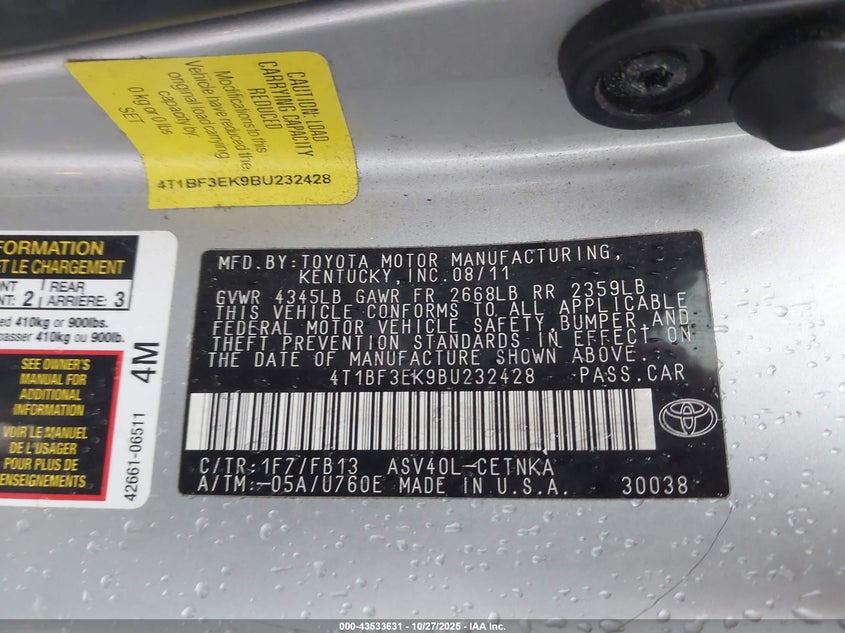 CAUTION: LOAD
CARRYING CAPACITY
REDUCED
Modifications to this
Vehicle have reduced the
original load carrying
capacity by
0 kg or 0 lbs
SET
4T1BF3EK9BU232428
FORMATION
ET LE CHARGEMENT
NT: 2
REAR
ARRIÈRE: 3
ed 410kg or 900lbs.
passer 410kg ou 900lb.
SEE OWNER'S
MANUAL FOR
ADDITIONAL
INFORMATION
VOIR LE MANUEL
DE L'USAGER
POUR PLUS DE
RENSEIGNEMENTS
4M
42661-06511
MFD.BY:TOYOTA MOTOR MANUFACTURING,
KENTUCKY,INC.08/11
GVWR 4345LB GAWR FR 2668LB RR 2359LB
THIS VEHICLE CONFORMS TO ALL APPLICABLE
FEDERAL MOTOR VEHICLE SAFETY,BUMPER,AND
THEFT PREVENTION STANDARDS IN EFFECT ON
THE DATE OF MANUFACTURE SHOWN ABOVE.
4T1BF3EK9BU232428 PASS.CAR
C/TR:1F7/FB13 ASV40L-CETNKA
A/TM:-05A/U760E MADE IN U.S.A. 30038
000-43533631 | 10/27/2025 | IAA Inc.